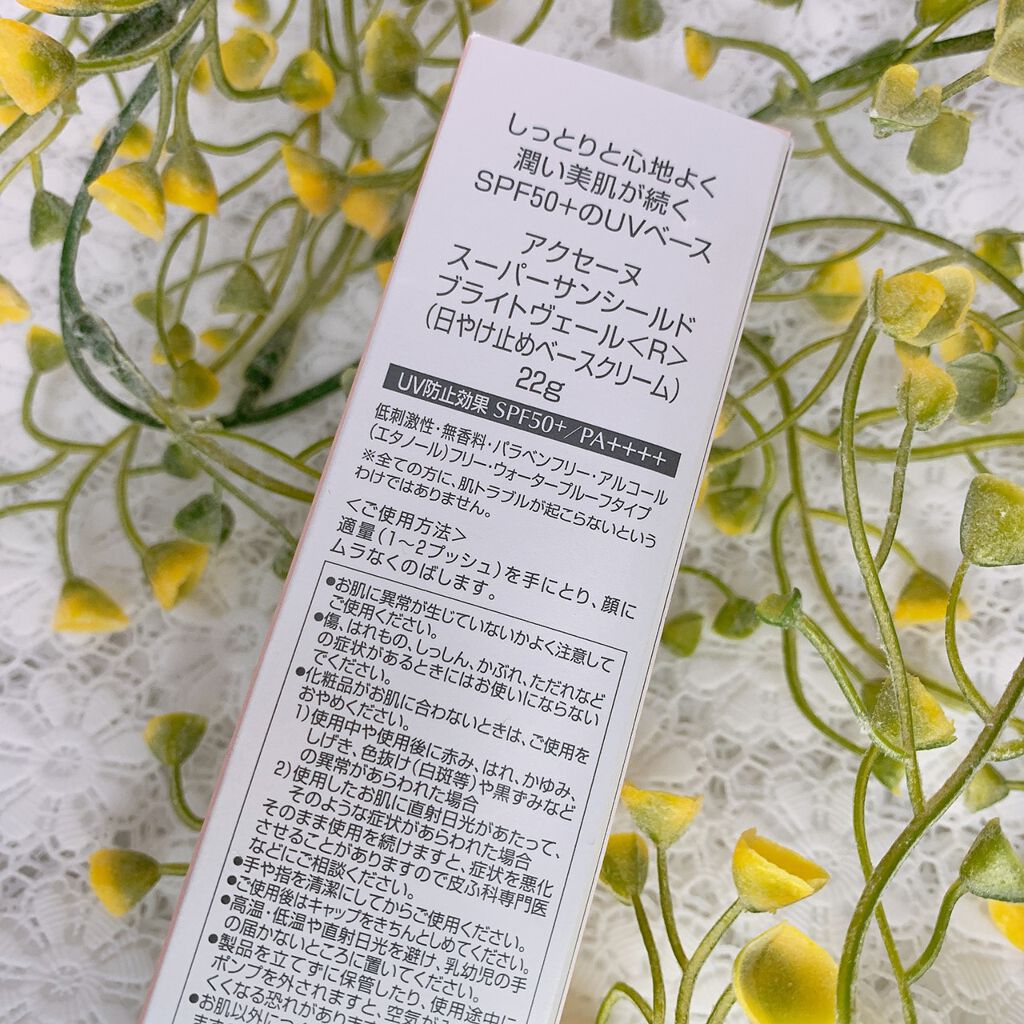 しっとりと心地よく
潤い美肌が続く
SPF50+のUVベース
アクセーヌ
スーパーサンシールド
ブライトヴェール<R>
(日やけ止めベースクリーム)
22g
UV防止効果 SPF50+/PA++++
低刺激性・無香料・パラベンフリー・アルコール
(エタノール)フリー・ウォータープルーフタイプ
※全ての方に、肌トラブルが起こらないという
わけではありません。
<ご使用方法>
適量(1〜2プッシュ)を手にとり、顔に
ムラなくのばします。
●お肌に異常が生じていないかよく注意して
ご使用ください。
●傷、はれもの、しっしん、かぶれ、ただれなど
の症状があるときにはお使いにならない
でください。
●化粧品がお肌に合わないときは、ご使用を
おやめください。
1)使用中や使用後に赤み、はれ、かゆみ、
しげき、色抜け(白斑等)や黒ずみなど
の異常があらわれた場合
2)使用したお肌に直射日光があたって、
そのような症状があらわれた場合
そのまま使用を続けますと、症状を悪化
させることがありますので皮ふ科専門医
などにご相談ください。
●手や指を清潔にしてからご使用ください。
●ご使用後はキャップをきちんとしめてください。
●高温・低温や直射日光を避け、乳幼児の手
の届かないところに置いてください。
●製品を立てずに保管したり、使用途中に
ポンプを外されますと、空気が
くくなる恐れがあります
●お肌以外に